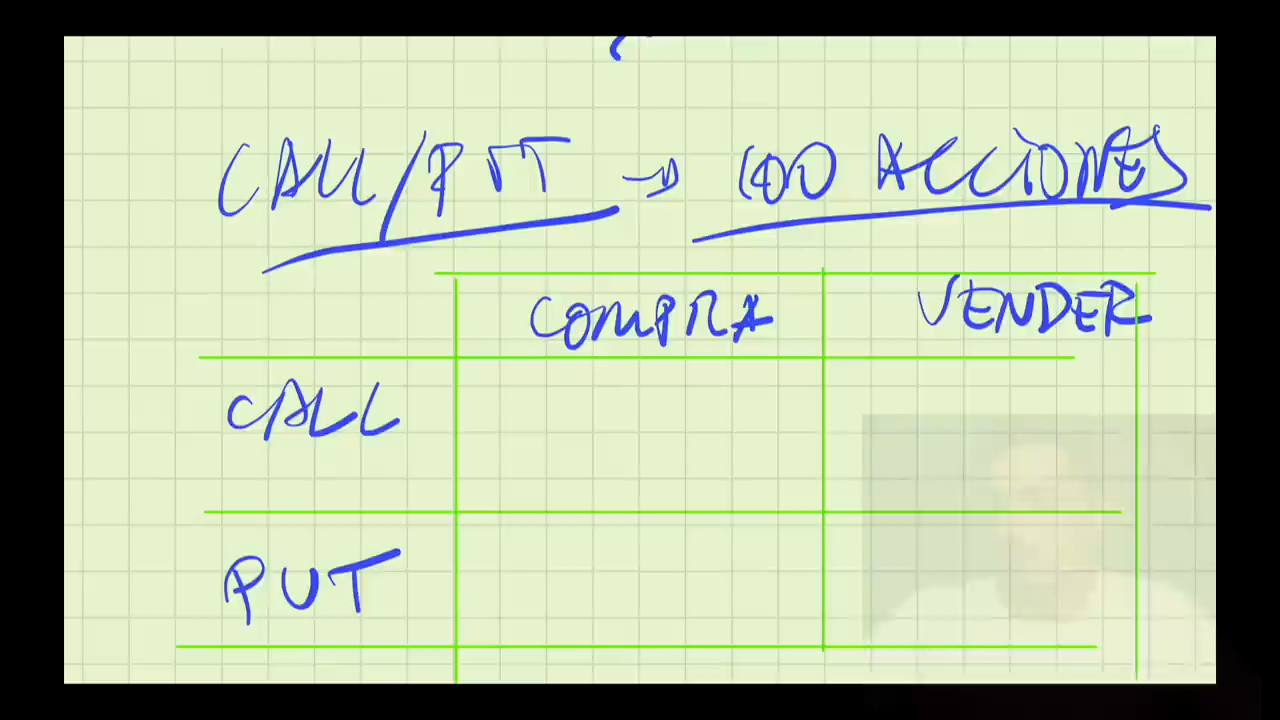 CALL/PUT → 100 ACCIONES
COMPRA VENDER
CALL
PUT